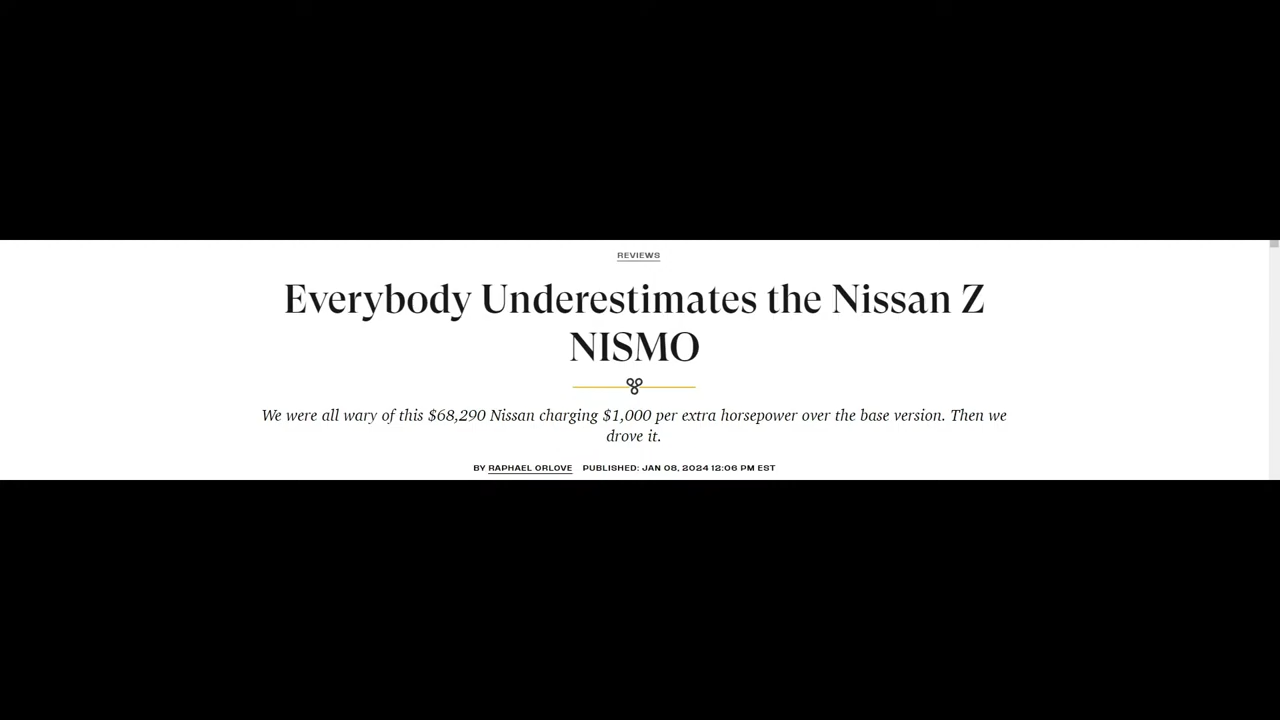 REVIEWS
Everybody Underestimates the Nissan Z
NISMO
We were all wary of this $68,290 Nissan charging $1,000 per extra horsepower over the base version. Then we
drove it.
BY RAPHAEL ORLOVE PUBLISHED: JAN 08, 2024 12:06 PM EST